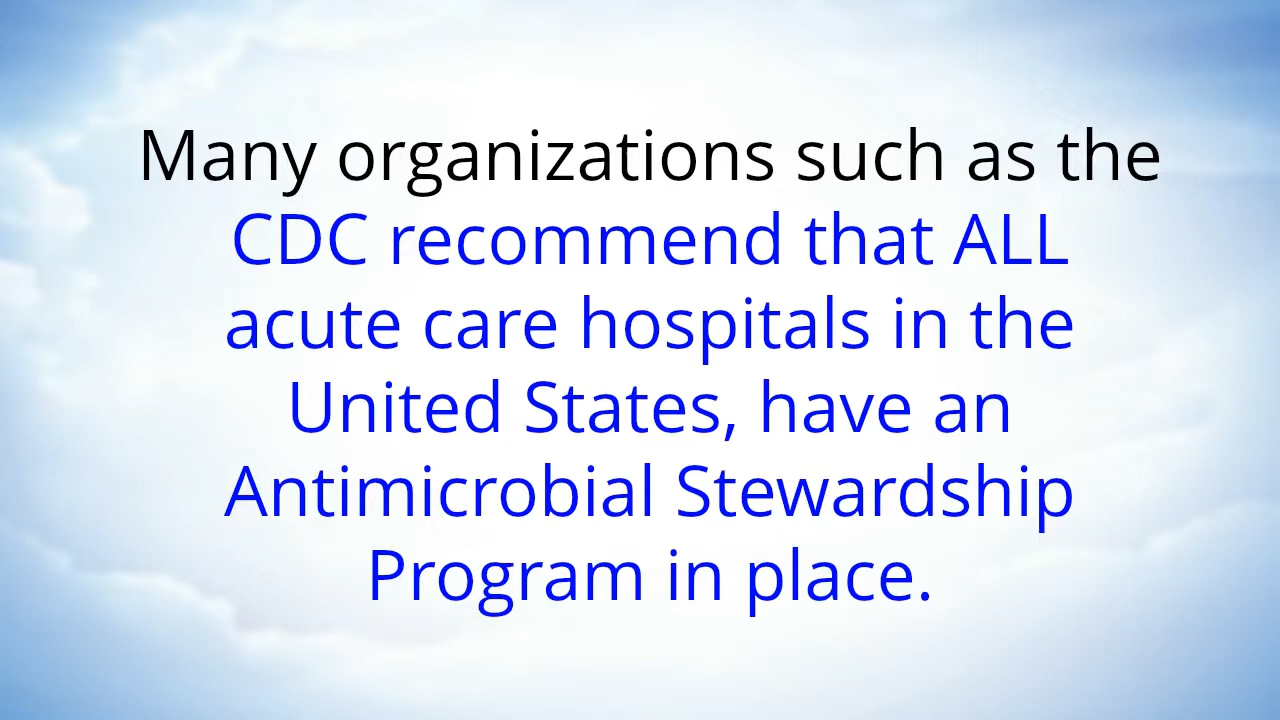 Many organizations such as the
CDC recommend that ALL
acute care hospitals in the
United States, have an
Antimicrobial Stewardship
Program in place.